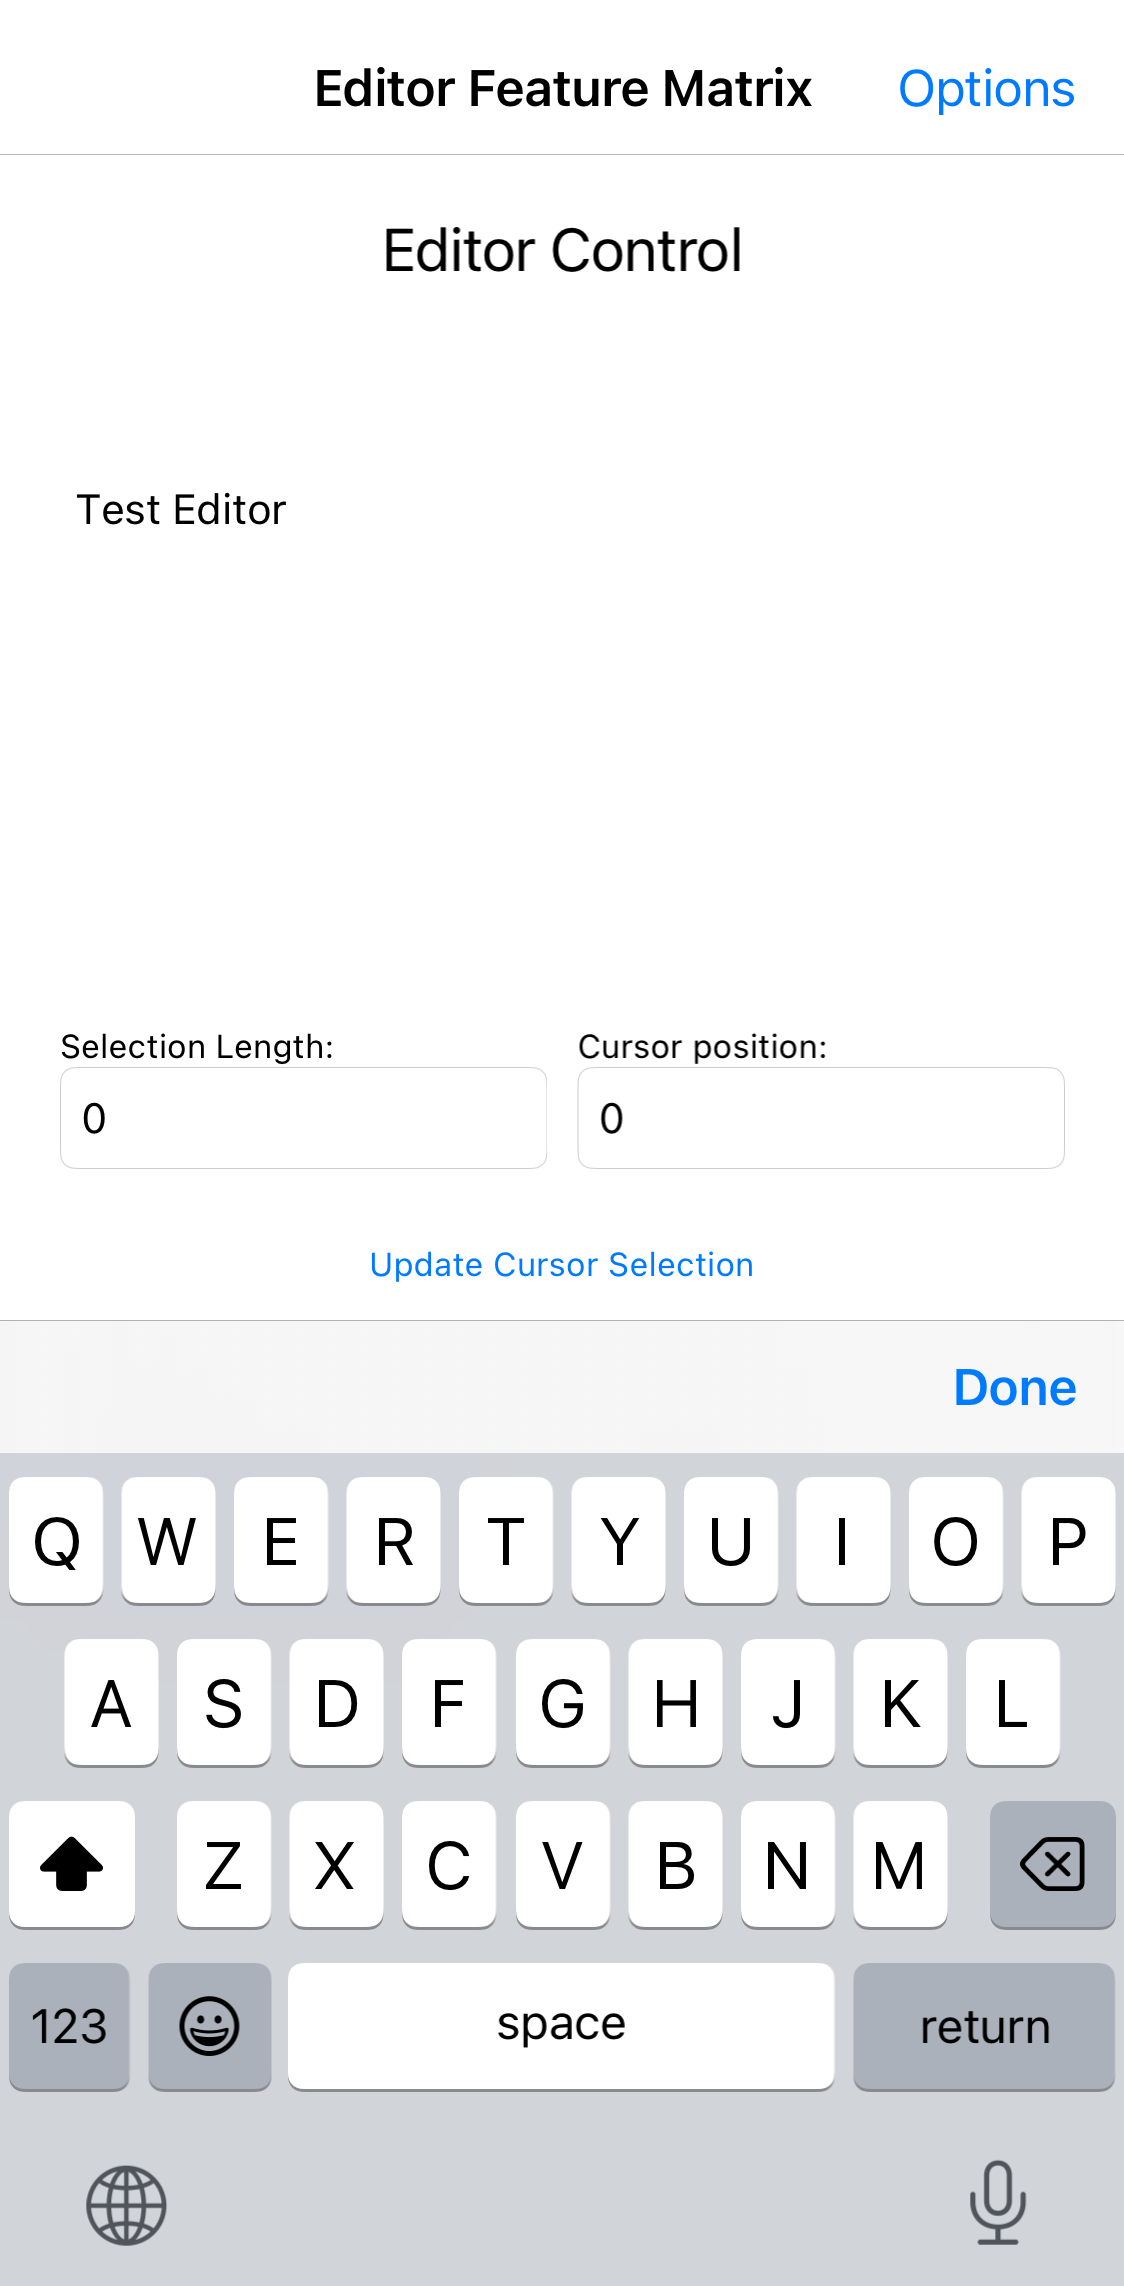 Editor Feature Matrix Options
Editor Control
Test Editor
Selection Length: Cursor position:
0 0
Update Cursor Selection
Done
Q W E R T Y U I O P
A S D F G H J K L
Z X C V B N M
123 space return